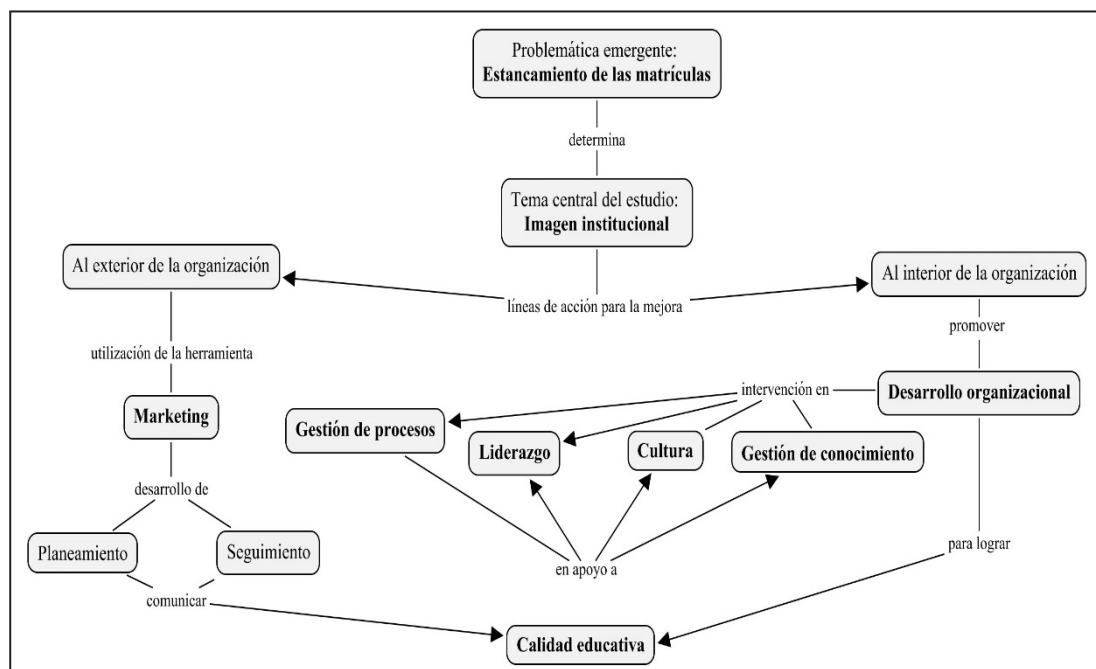 Problemática emergente:
Estancamiento de las matrículas
determina
Tema central del estudio:
Imagen institucional
líneas de acción para la mejora
Al exterior de la organización
utilización de la herramienta
Marketing
desarrollo de
Planeamiento
Seguimiento
comunicar
Al interior de la organización
promover
Desarrollo organizacional
intervención en
Gestión de procesos
Liderazgo
Cultura
Gestión de conocimiento
en apoyo a
para lograr
Calidad educativa